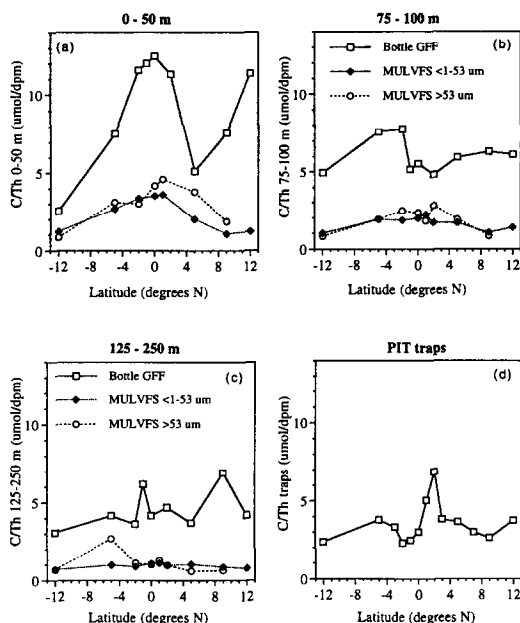 0 - 50 m
(a)
C/Th 0-50 m (umol/dpm)
10
5
0
-12 -8 -4 0 4 8 12
Latitude (degrees N)
75 - 100 m
(b)
Bottle GFF
MULVFS <1-53 um
MULVFS >53 um
C/Th 75-100 m (umol/dpm)
10
5
0
-12 -8 -4 0 4 8 12
Latitude (degrees N)
125 - 250 m
(c)
Bottle GFF
MULVFS <1-53 um
MULVFS >53 um
C/Th 125-250 m (umol/dpm)
10
5
0
-12 -8 -4 0 4 8 12
Latitude (degrees N)
PIT traps
(d)
C/Th traps (umol/dpm)
10
5
0
-12 -8 -4 0 4 8 12
Latitude (degrees N)